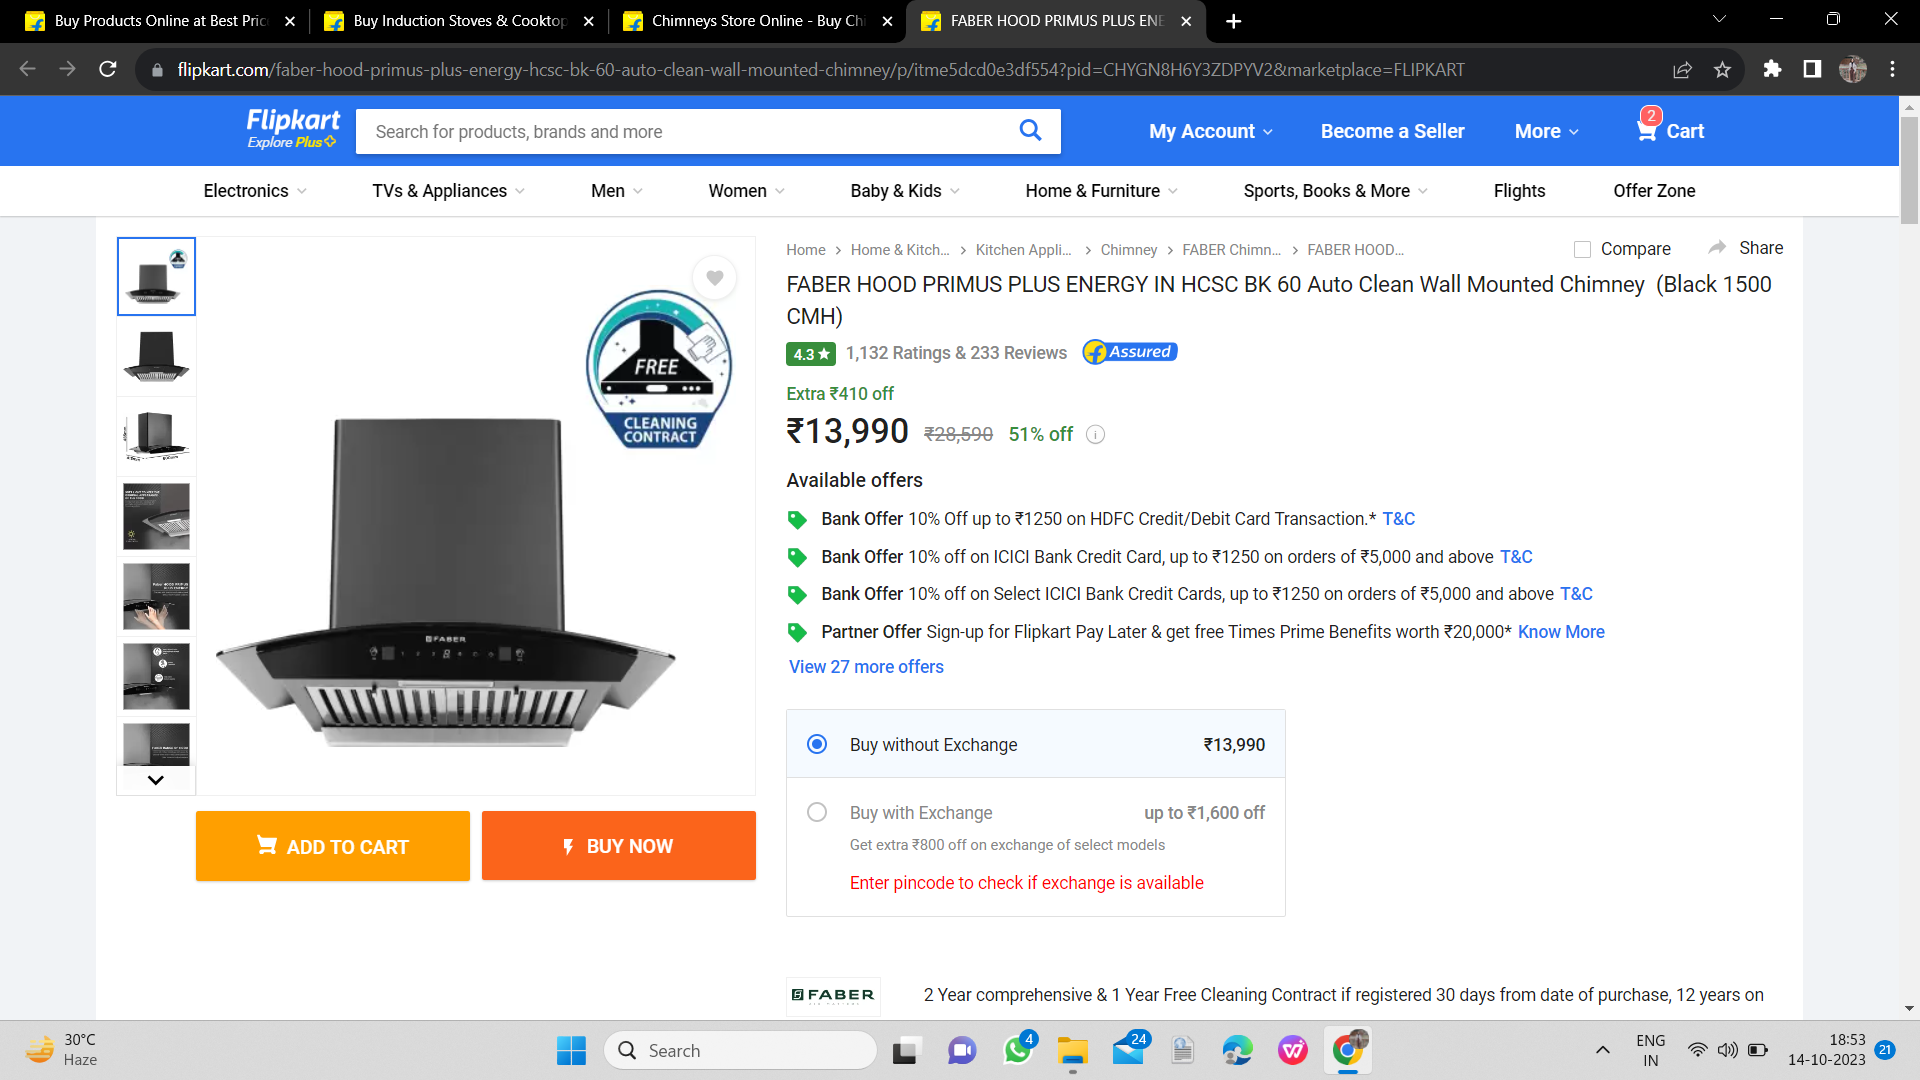 Buy Products Online at Best Pric
Buy Induction Stoves & Cooktop
Chimneys Store Online - Buy Chi
FABER HOOD PRIMUS PLUS ENE
flipkart.com/faber-hood-primus-plus-energy-hcsc-bk-60-auto-clean-wall-mounted-chimney/p/itme5dcd0e3df554?pid=CHYGN8H6Y3ZDPYV2&marketplace=FLIPKART
Flipkart
Explore Plus
Search for products, brands and more
My Account
Become a Seller
More
2
Cart
Electronics
TVs & Appliances
Men
Women
Baby & Kids
Home & Furniture
Sports, Books & More
Flights
Offer Zone
Home
Home & Kitch...
Kitchen Appli...
Chimney
FABER Chimn...
FABER HOOD...
Compare
Share
FABER HOOD PRIMUS PLUS ENERGY IN HCSC BK 60 Auto Clean Wall Mounted Chimney (Black 1500
CMH)
4.3★
1,132 Ratings & 233 Reviews
Assured
Extra ₹410 off
₹13,990 ₹28,590 51% off
Available offers
Bank Offer 10% Off up to ₹1250 on HDFC Credit/Debit Card Transaction.* T&C
Bank Offer 10% off on ICICI Bank Credit Card, up to ₹1250 on orders of ₹5,000 and above T&C
Bank Offer 10% off on Select ICICI Bank Credit Cards, up to ₹1250 on orders of ₹5,000 and above T&C
Partner Offer Sign-up for Flipkart Pay Later & get free Times Prime Benefits worth ₹20,000* Know More
View 27 more offers
FREE
CLEANING
CONTRACT
FABER
Buy without Exchange ₹13,990
Buy with Exchange up to ₹1,600 off
Get extra ₹800 off on exchange of select models
Enter pincode to check if exchange is available
ADD TO CART
BUY NOW
FABER
2 Year comprehensive & 1 Year Free Cleaning Contract if registered 30 days from date of purchase, 12 years on
30°C
Haze
Search
4
24
ENG
IN
18:53
14-10-2023
21